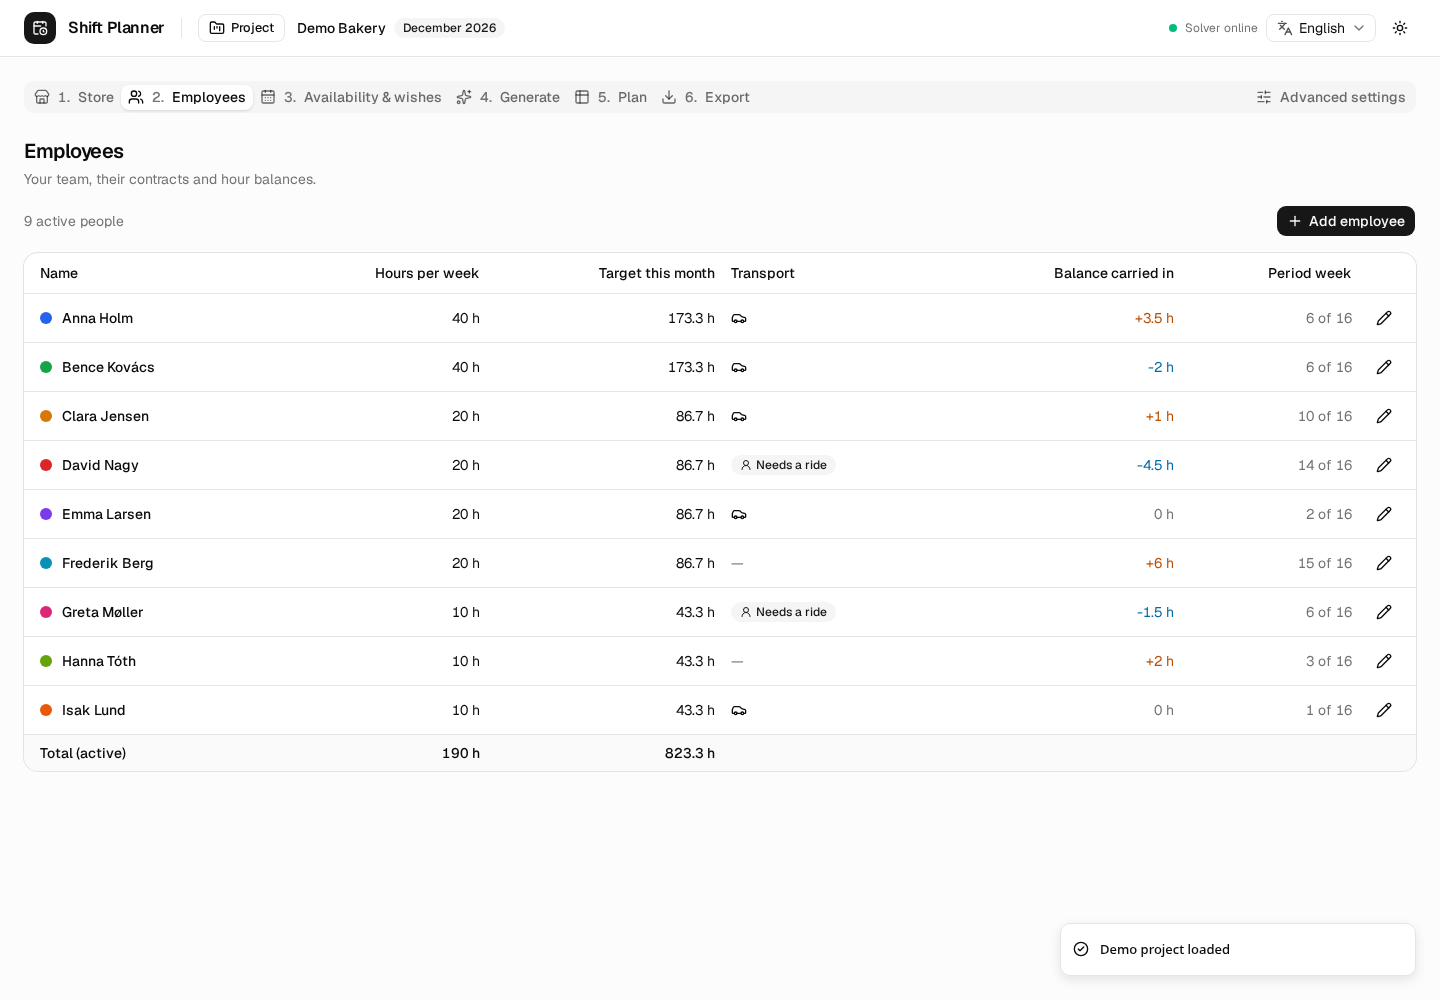 Shift Planner Project Demo Bakery December 2026 Solver online English
1. Store 2. Employees 3. Availability & wishes 4. Generate 5. Plan 6. Export Advanced settings
Employees
Your team, their contracts and hour balances.
9 active people Add employee
Name Hours per week Target this month Transport Balance carried in Period week
Anna Holm 40 h 173.3 h +3.5 h 6 of 16
Bence Kovács 40 h 173.3 h -2 h 6 of 16
Clara Jensen 20 h 86.7 h +1 h 10 of 16
David Nagy 20 h 86.7 h Needs a ride -4.5 h 14 of 16
Emma Larsen 20 h 86.7 h 0 h 2 of 16
Frederik Berg 20 h 86.7 h — +6 h 15 of 16
Greta Møller 10 h 43.3 h Needs a ride -1.5 h 6 of 16
Hanna Tóth 10 h 43.3 h — +2 h 3 of 16
Isak Lund 10 h 43.3 h 0 h 1 of 16
Total (active) 190 h 823.3 h
Demo project loaded